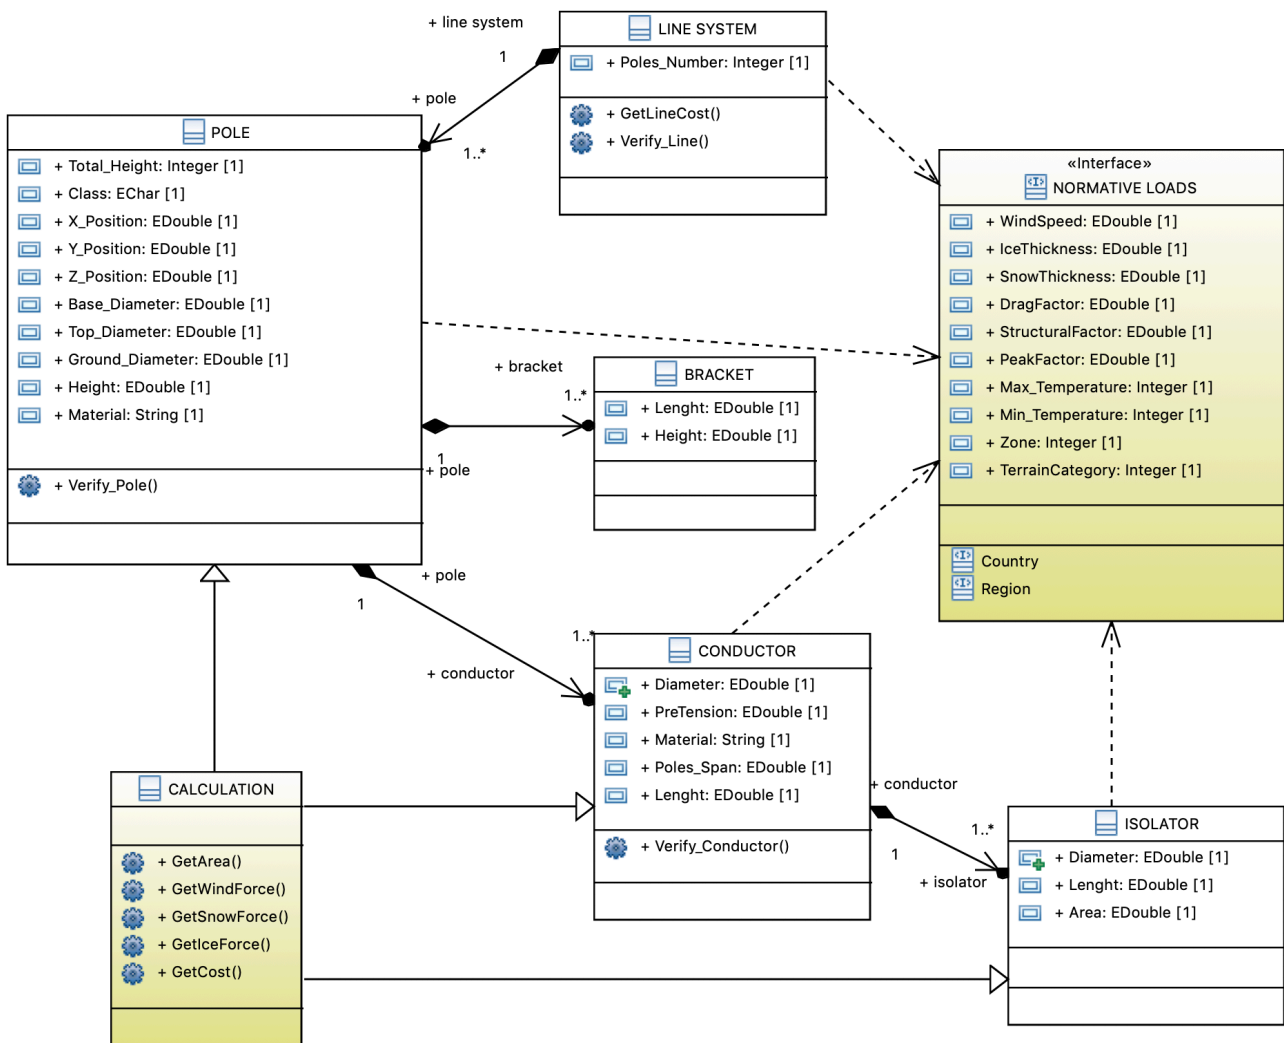 + line system
1
+ pole
1..*
LINE SYSTEM
+ Poles_Number: Integer [1]
+ GetLineCost()
+ Verify_Line()
POLE
+ Total_Height: Integer [1]
+ Class: EChar [1]
+ X_Position: EDouble [1]
+ Y_Position: EDouble [1]
+ Z_Position: EDouble [1]
+ Base_Diameter: EDouble [1]
+ Top_Diameter: EDouble [1]
+ Ground_Diameter: EDouble [1]
+ Height: EDouble [1]
+ Material: String [1]
+ Verify_Pole()
«Interface»
NORMATIVE LOADS
+ WindSpeed: EDouble [1]
+ IceThickness: EDouble [1]
+ SnowThickness: EDouble [1]
+ DragFactor: EDouble [1]
+ StructuralFactor: EDouble [1]
+ PeakFactor: EDouble [1]
+ Max_Temperature: Integer [1]
+ Min_Temperature: Integer [1]
+ Zone: Integer [1]
+ TerrainCategory: Integer [1]
Country
Region
+ bracket
1..*
1
+ pole
BRACKET
+ Lenght: EDouble [1]
+ Height: EDouble [1]
+ pole
1
1..*
+ conductor
CONDUCTOR
+ Diameter: EDouble [1]
+ PreTension: EDouble [1]
+ Material: String [1]
+ Poles_Span: EDouble [1]
+ Lenght: EDouble [1]
+ Verify_Conductor()
+ conductor
1..*
1
+ isolator
CALCULATION
+ GetArea()
+ GetWindForce()
+ GetSnowForce()
+ GetIceForce()
+ GetCost()
ISOLATOR
+ Diameter: EDouble [1]
+ Lenght: EDouble [1]
+ Area: EDouble [1]